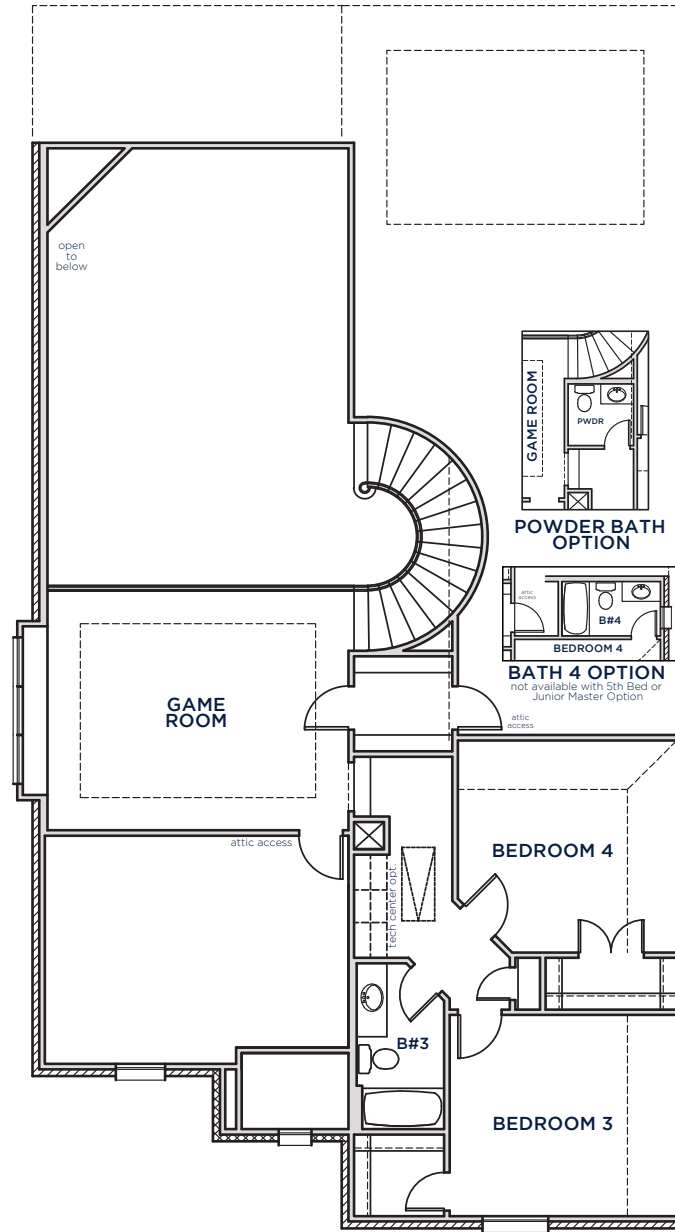 open
to
below
GAME ROOM
PWDR
POWDER BATH
OPTION
attic
access
B#4
BEDROOM 4
BATH 4 OPTION
not available with 5th Bed or
Junior Master Option
GAME
ROOM
attic
access
attic access
tech center opt.
BEDROOM 4
B#3
BEDROOM 3